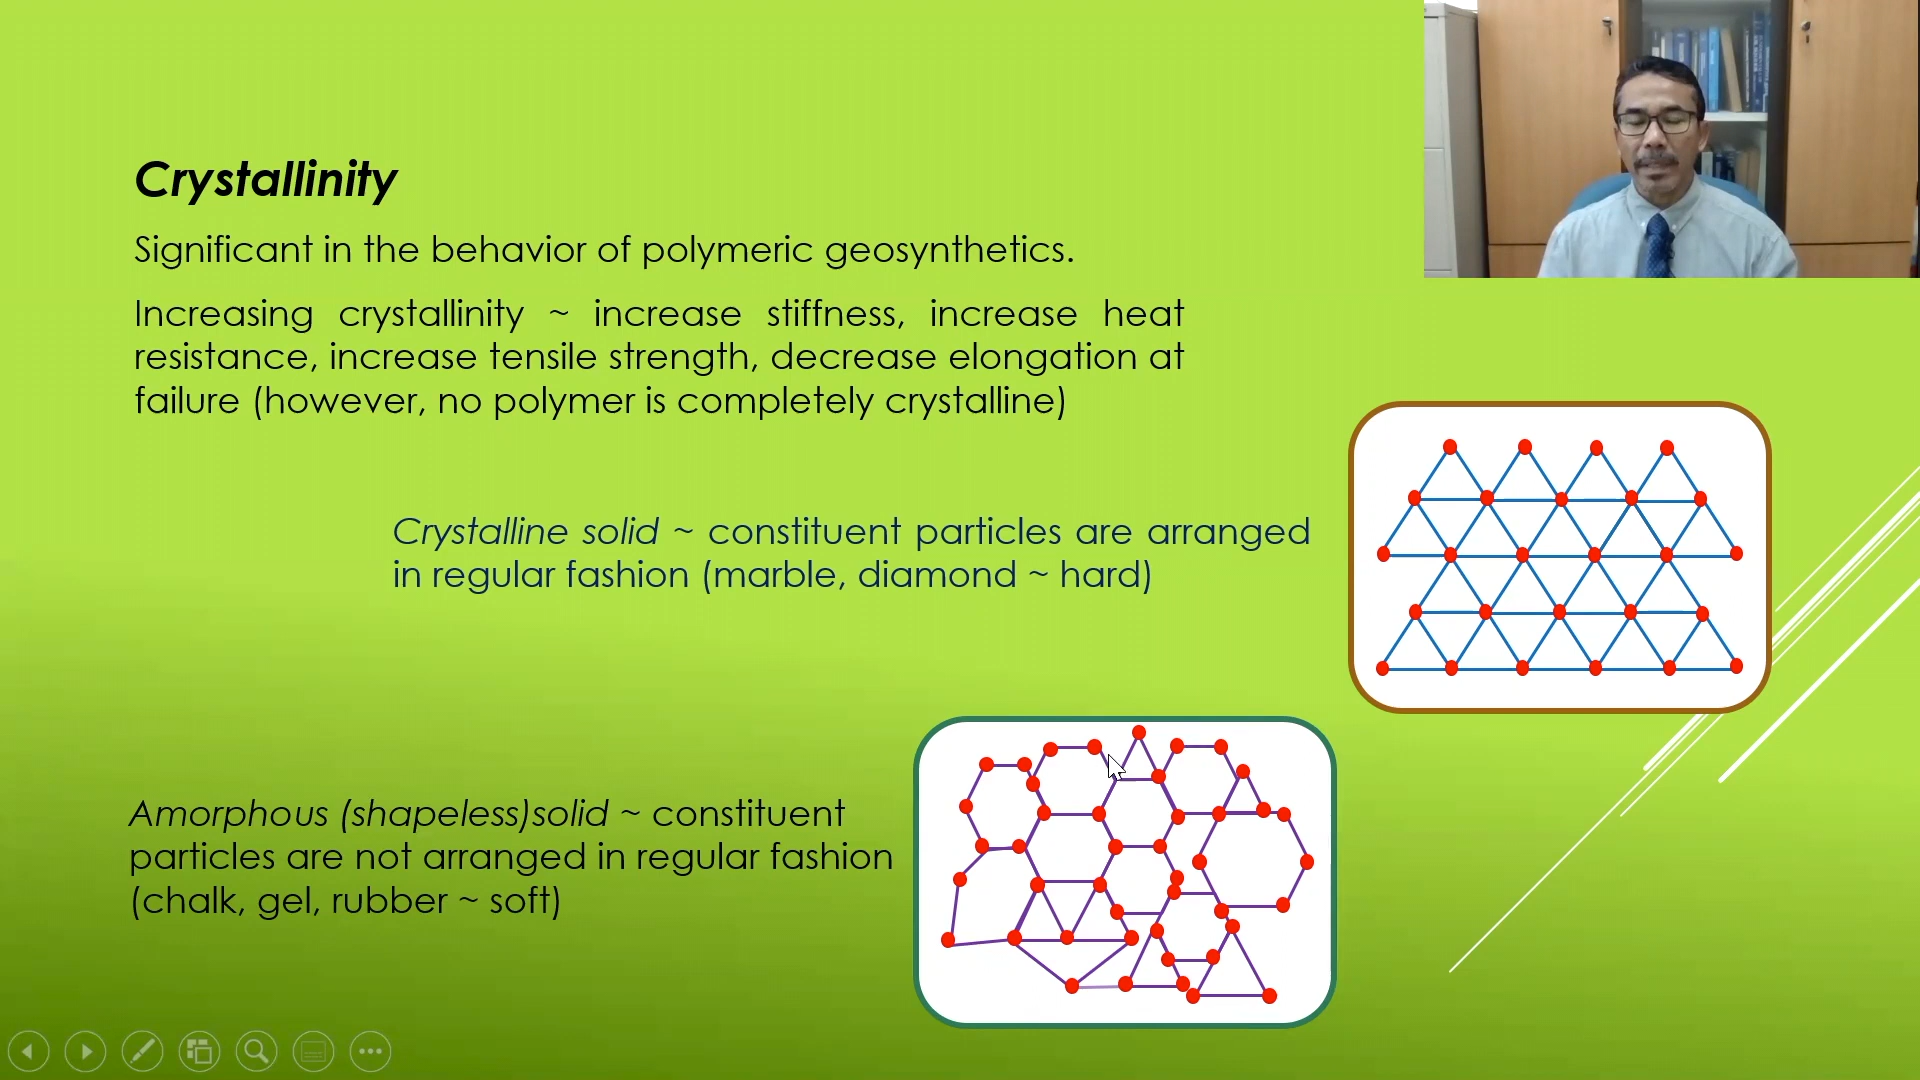 Crystallinity
Significant in the behavior of polymeric geosynthetics.
Increasing crystallinity ~ increase stiffness, increase heat
resistance, increase tensile strength, decrease elongation at
failure (however, no polymer is completely crystalline)
Crystalline solid ~ constituent particles are arranged
in regular fashion (marble, diamond ~ hard)
Amorphous (shapeless)solid ~ constituent
particles are not arranged in regular fashion
(chalk, gel, rubber ~ soft)